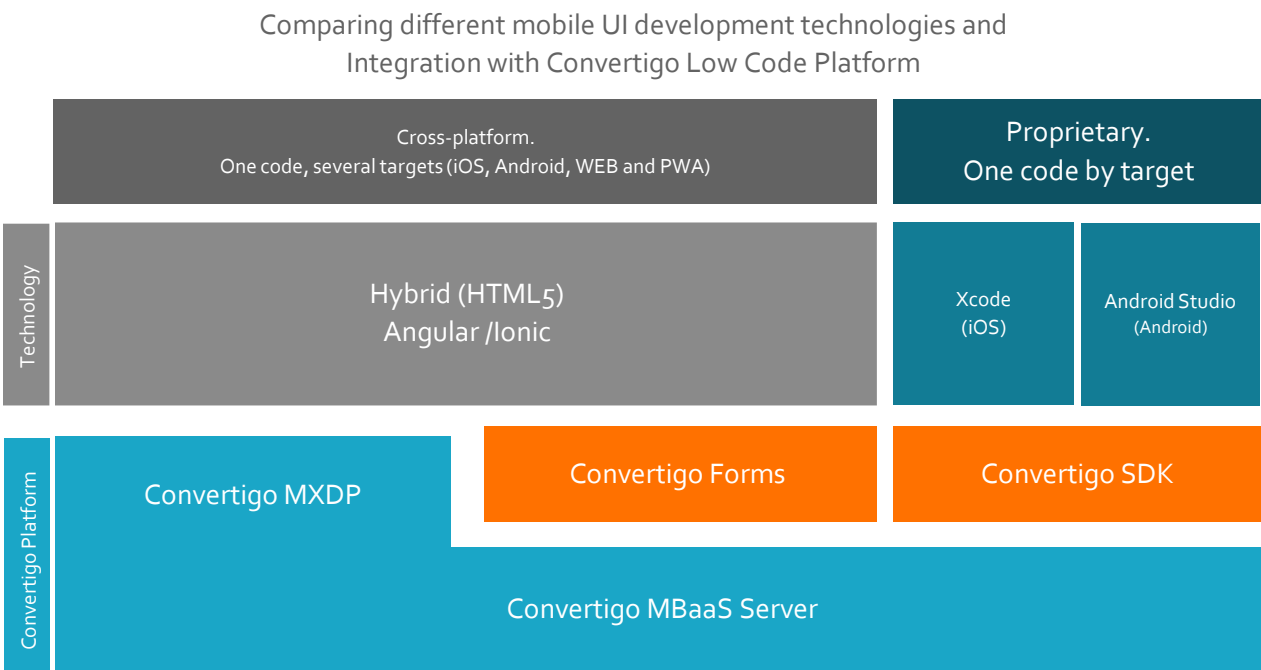 Comparing different mobile UI development technologies and
Integration with Convertigo Low Code Platform
Cross-platform.
One code, several targets (iOS, Android, WEB and PWA)
Proprietary.
One code by target
Technology
Hybrid (HTML5)
Angular /Ionic
Xcode
(iOS)
Android Studio
(Android)
Convertigo Platform
Convertigo MXDP
Convertigo Forms
Convertigo SDK
Convertigo MBaaS Server